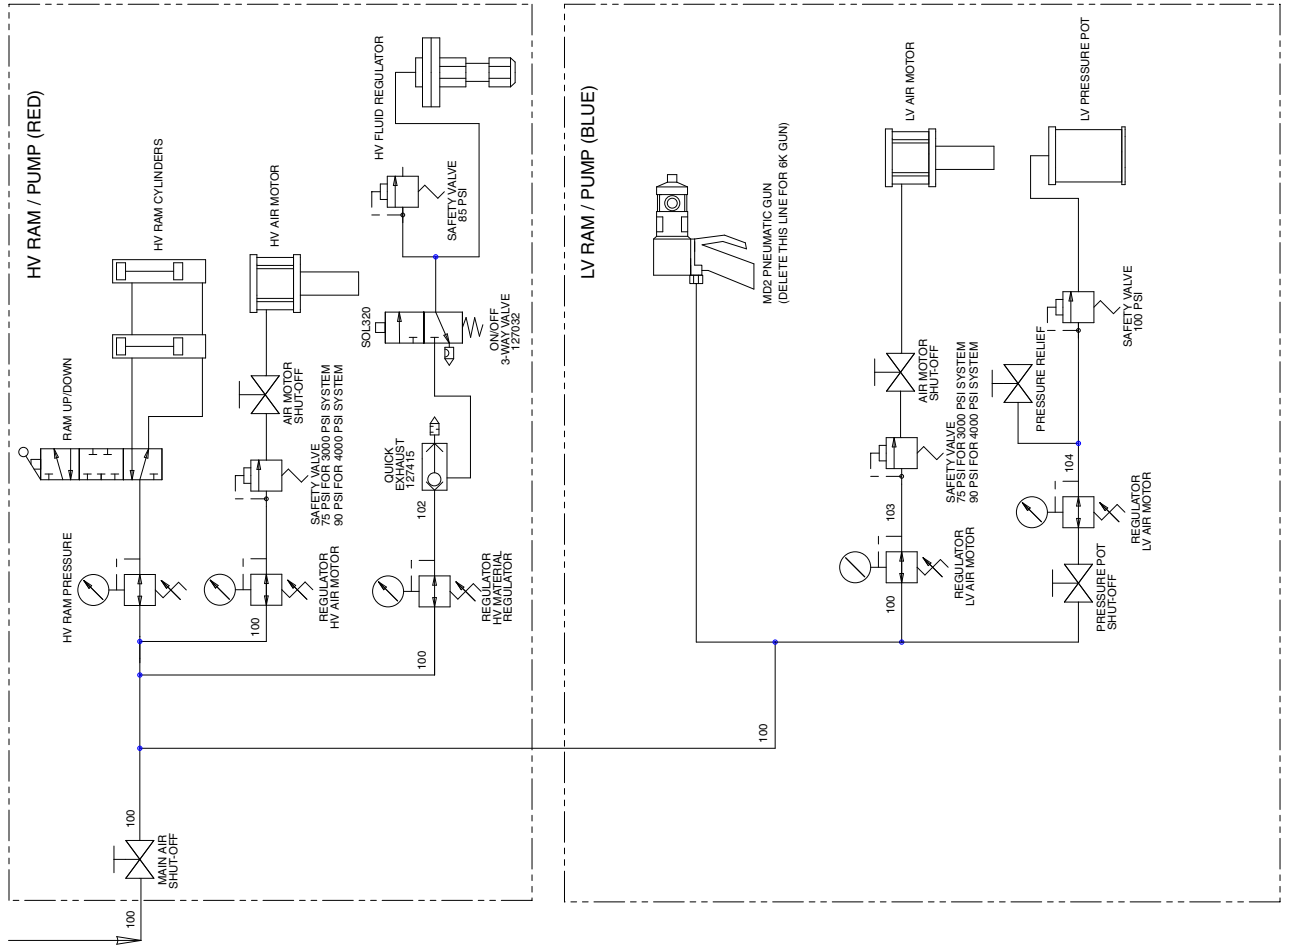 HV RAM / PUMP (RED)
HV RAM CYLINDERS
HV AIR MOTOR
HV FLUID REGULATOR
SAFETY VALVE
85 PSI
RAM UP/DOWN
AIR MOTOR
SHUT-OFF
SOL320
ON/OFF
3-WAY VALVE
127032
SAFETY VALVE
75 PSI FOR 3000 PSI SYSTEM
90 PSI FOR 4000 PSI SYSTEM
QUICK
EXHAUST
127415
102
HV RAM PRESSURE
REGULATOR
HV AIR MOTOR
REGULATOR
HV MATERIAL
REGULATOR
100
100
100
MAIN AIR
SHUT-OFF
100
LV RAM / PUMP (BLUE)
MD2 PNEUMATIC GUN
(DELETE THIS LINE FOR 6K GUN)
LV AIR MOTOR
LV PRESSURE POT
AIR MOTOR
SHUT-OFF
SAFETY VALVE
75 PSI FOR 3000 PSI SYSTEM
90 PSI FOR 4000 PSI SYSTEM
PRESSURE RELIEF
SAFETY VALVE
100 PSI
103
104
REGULATOR
LV AIR MOTOR
REGULATOR
LV AIR MOTOR
100
PRESSURE POT
SHUT-OFF
100